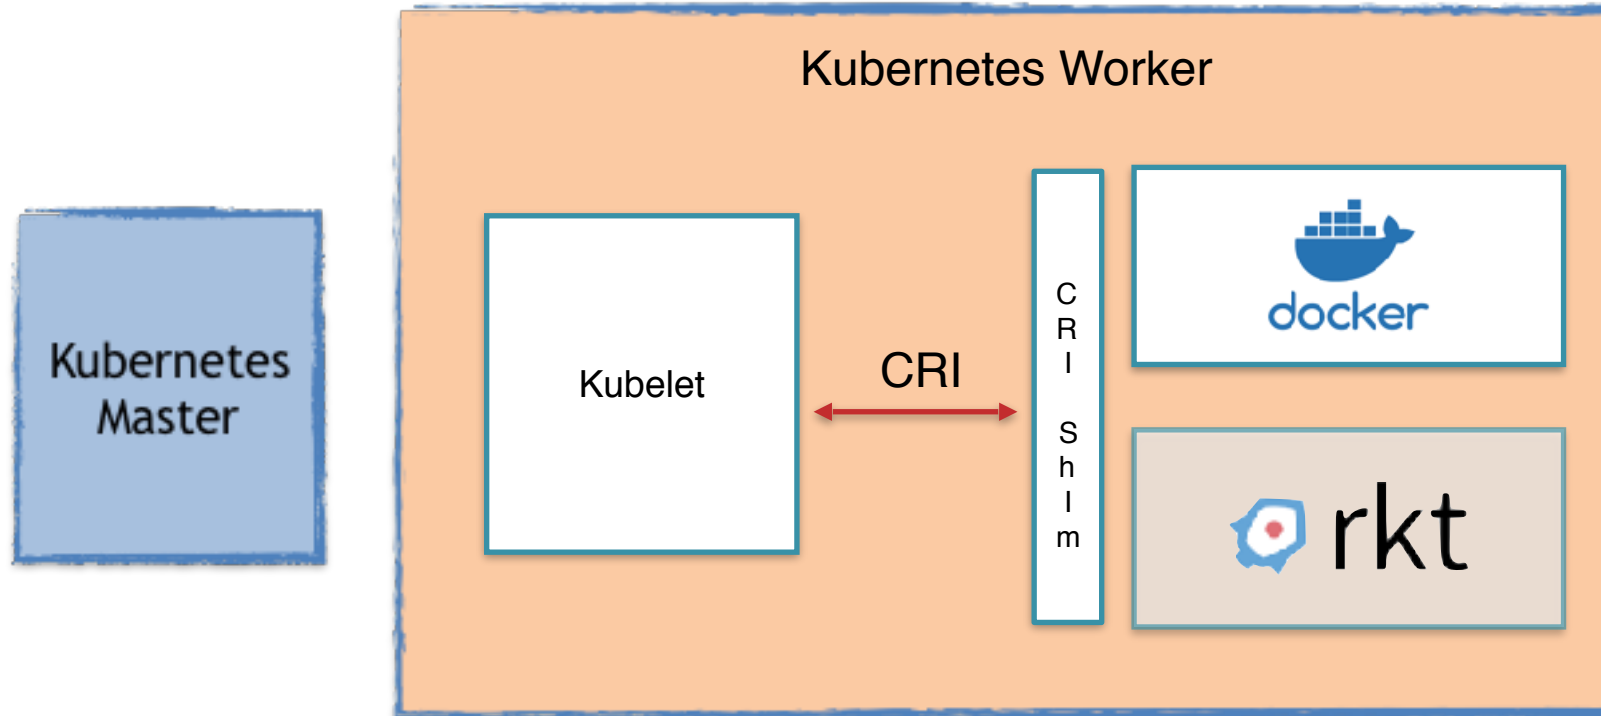 Kubernetes Worker
Kubernetes
Master
Kubelet
CRI
C
R
I
S
h
I
m
docker
rkt